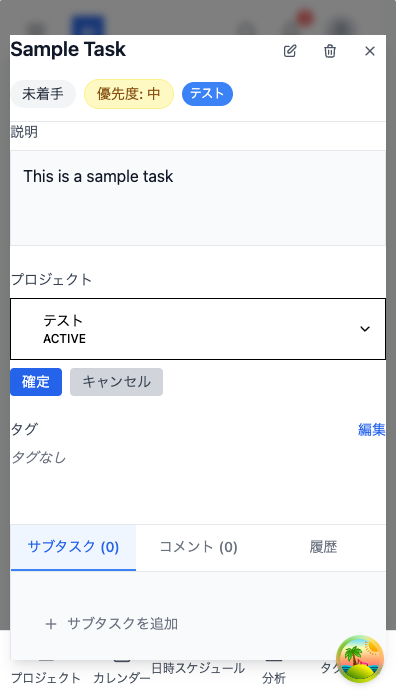 Sample Task
未着手
優先度: 中
テスト
説明
This is a sample task
プロジェクト
テスト
ACTIVE
確定
キャンセル
タグ
編集
タグなし
サブタスク (0)
コメント (0)
履歴
サブタスクを追加
プロジェクト
カレンダー
日時スケジュール
分析